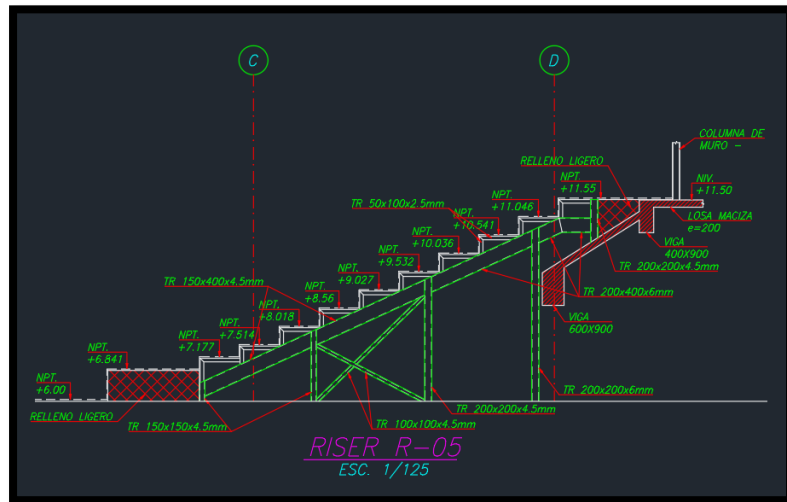 C
D
COLUMNA DE
MURO -
RELLENO LIGERO
NPT.
+11.55
NIV.
+11.50
NPT.
+11.046
TR 50x100x2.5mm
NPT.
+10.541
LOSA MACIZA
e=200
NPT.
+10.036
VIGA
400X900
NPT.
+9.532
TR 200x200x4.5mm
NPT.
+9.027
TR 150x400x4.5mm
TR 200x400x6mm
NPT.
+8.56
NPT.
+8.018
VIGA
600X900
NPT.
+7.514
NPT.
+7.177
NPT.
+6.841
NPT.
+6.00
TR 200x200x6mm
TR 200x200x4.5mm
RELLENO LIGERO
TR 150x150x4.5mm
TR 100x100x4.5mm
RISER R-05
ESC. 1/125